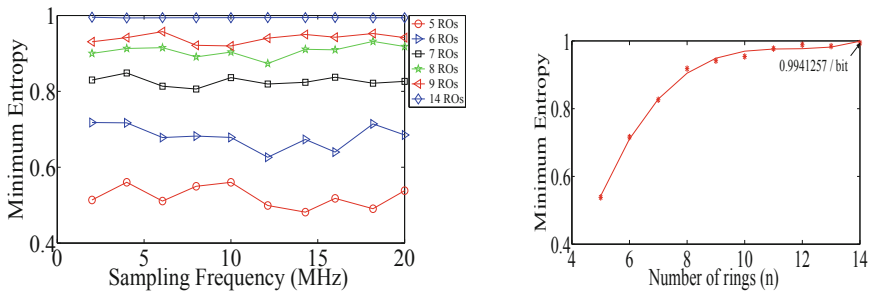 Minimum Entropy
1
0.8
0.6
0.4
0
5
10
15
20
Sampling Frequency (MHz)
5 ROs
6 ROs
7 ROs
8 ROs
9 ROs
14 ROs
Minimum Entropy
1
0.8
0.6
0.4
4
6
8
10
12
14
Number of rings (n)
0.9941257 / bit